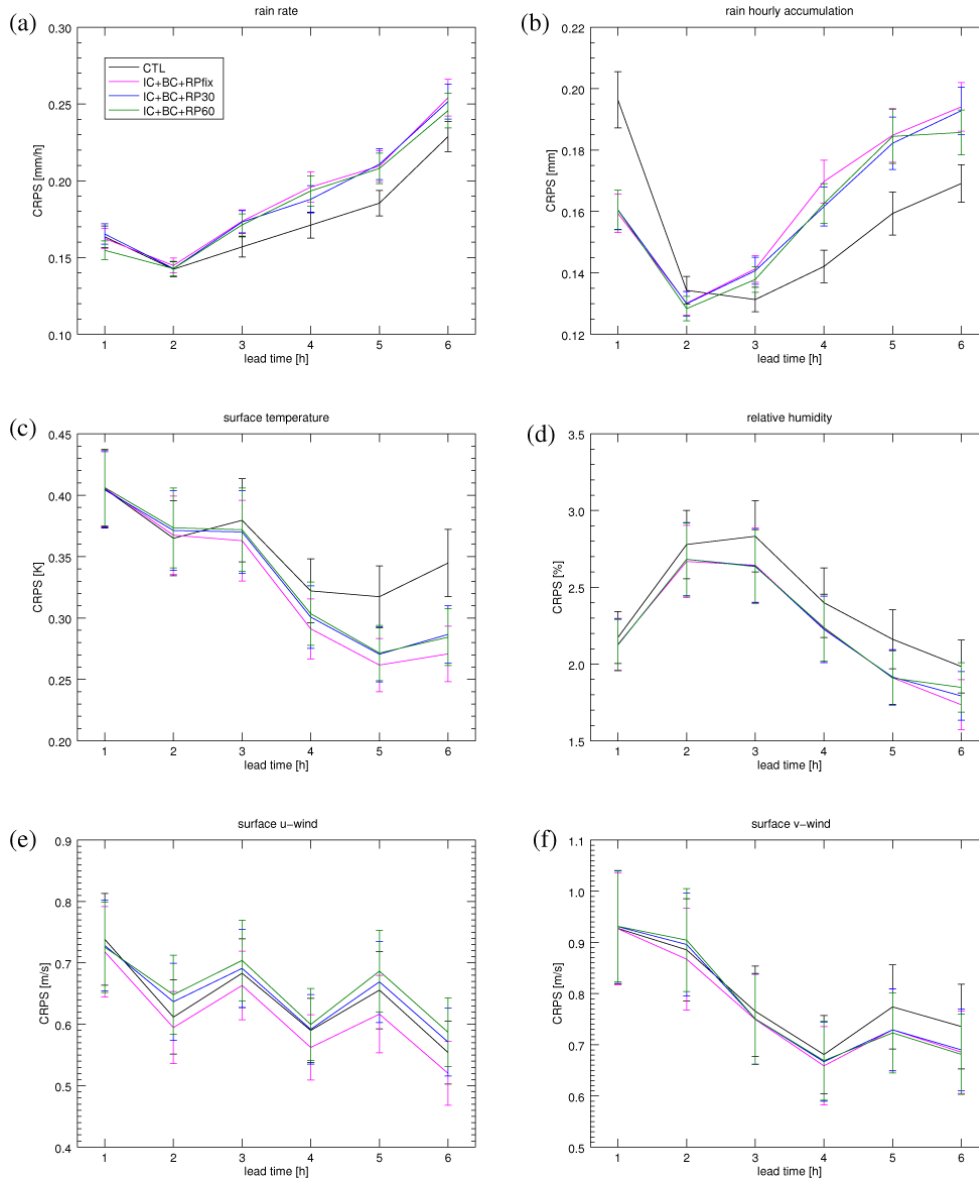 (a)
rain rate
CRPS [mm/h]
0.30
0.25
0.20
0.15
0.10
CTL
IC+BC+RPfix
IC+BC+RP30
IC+BC+RP60
1 2 3 4 5 6
lead time [h]
(b)
rain hourly accumulation
CRPS [mm]
0.22
0.20
0.18
0.16
0.14
0.12
1 2 3 4 5 6
lead time [h]
(c)
surface temperature
CRPS [K]
0.45
0.40
0.35
0.30
0.25
0.20
1 2 3 4 5 6
lead time [h]
(d)
relative humidity
CRPS [%]
3.5
3.0
2.5
2.0
1.5
1 2 3 4 5 6
lead time [h]
(e)
surface u-wind
CRPS [m/s]
0.9
0.8
0.7
0.6
0.5
0.4
1 2 3 4 5 6
lead time [h]
(f)
surface v-wind
CRPS [m/s]
1.1
1.0
0.9
0.8
0.7
0.6
0.5
1 2 3 4 5 6
lead time [h]